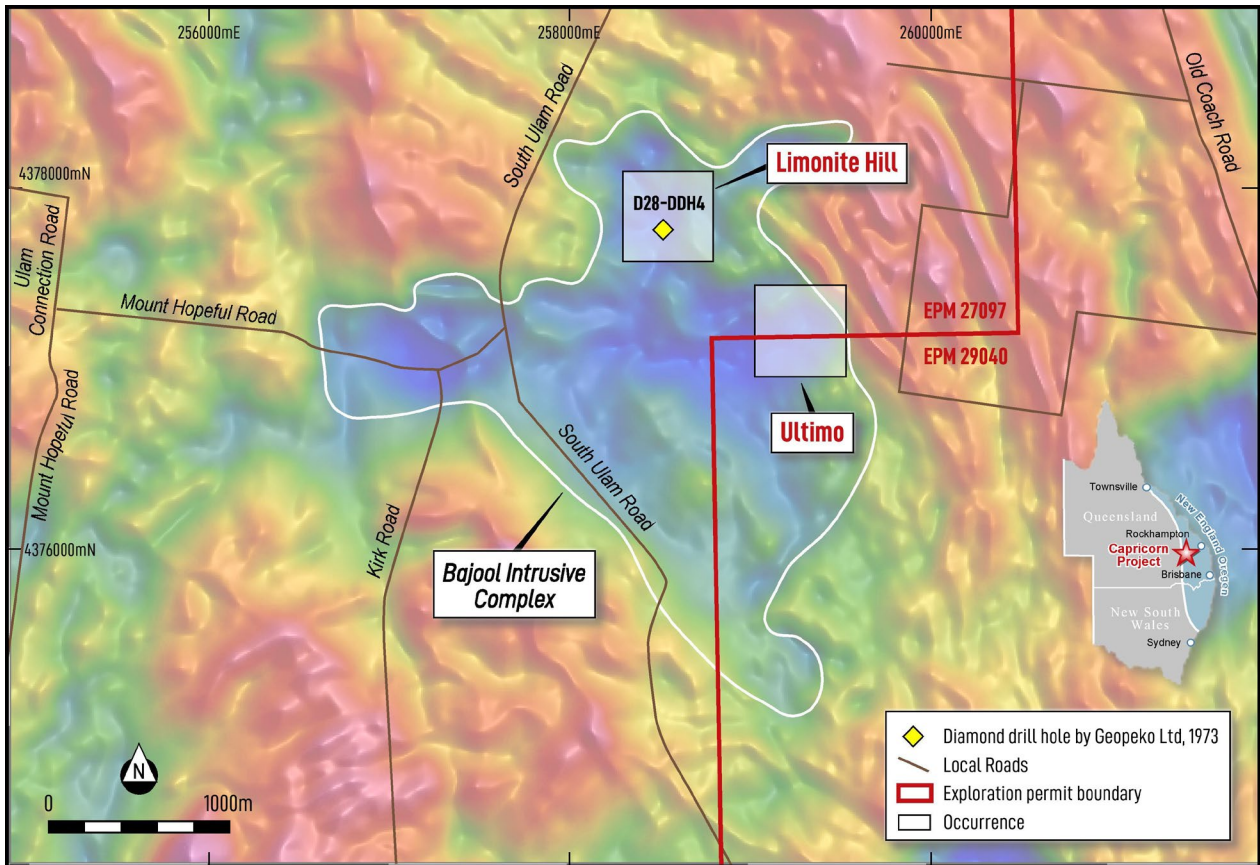 256000mE
258000mE
260000mE
4378000mN
4376000mN
South Ulam Road
Old Coach Road
Limonite Hill
D28-DDH4
Ulam
Connection Road
Mount Hopeful Road
EPM 27097
EPM 29040
Ultimo
Mount Hopeful Road
Kirk Road
South Ulam Road
Bajool Intrusive
Complex
Townsville
Queensland
New England Oregen
Rockhampton
Capricorn
Project
Brisbane
New South
Wales
Sydney
N
0
1000m
Diamond drill hole by Geopeko Ltd, 1973
Local Roads
Exploration permit boundary
Occurrence